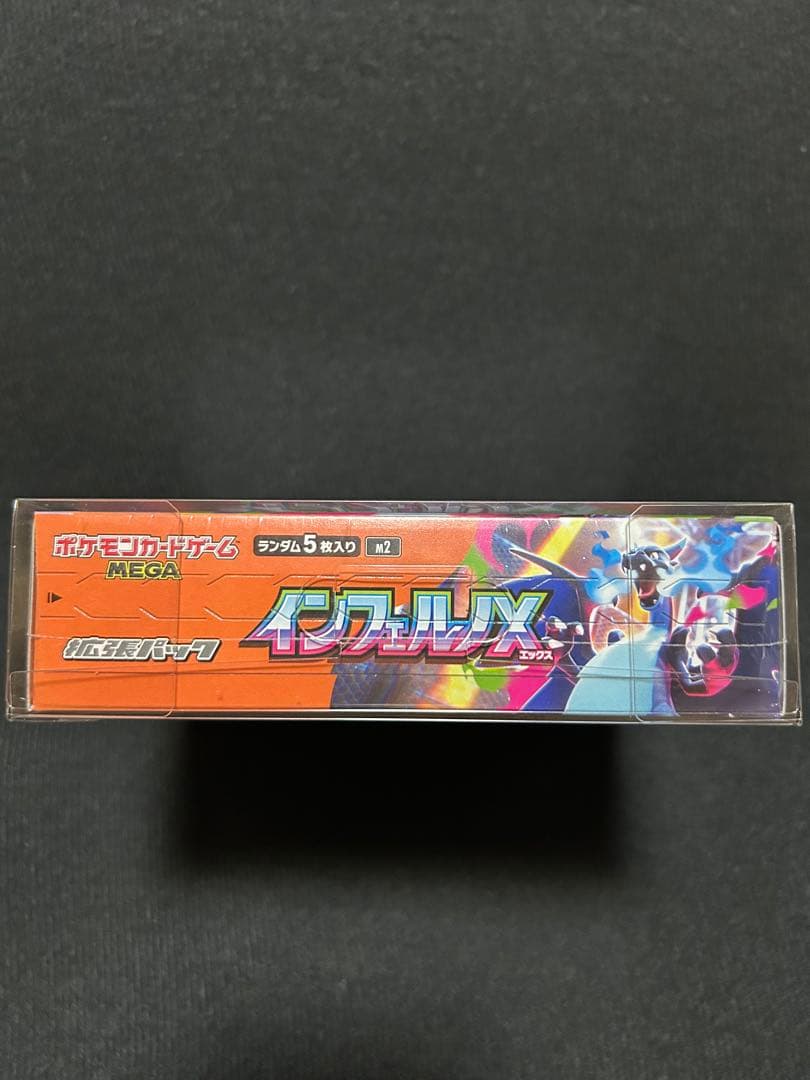 ポケモンカードゲーム
MEGA
ランダム5枚入り M2
拡張パック
インフェルノX
エックス